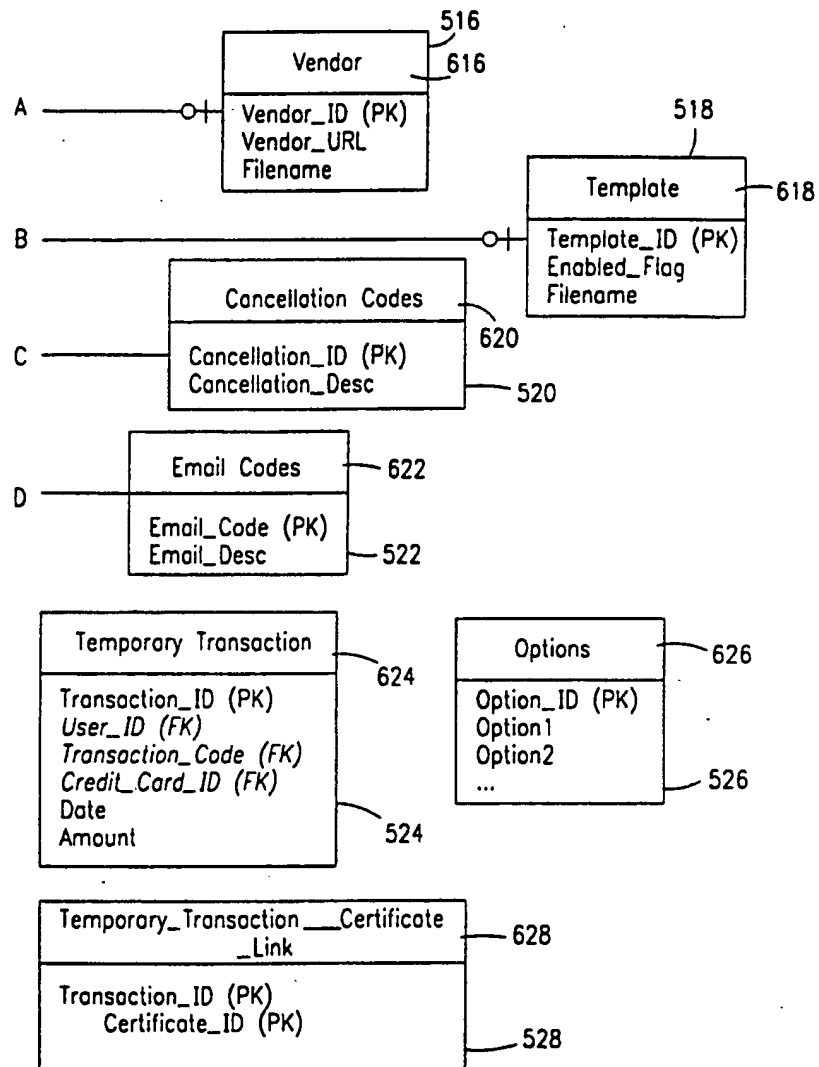 516
Vendor
616
A
Vendor_ID (PK)
Vendor_URL
Filename
518
Template
618
B
Template_ID (PK)
Enabled_Flag
Filename
Cancellation Codes
620
C
Cancellation_ID (PK)
Cancellation_Desc
520
Email Codes
622
D
Email_Code (PK)
Email_Desc
522
Temporary Transaction
624
Transaction_ID (PK)
User_ID (FK)
Transaction_Code (FK)
Credit_Card_ID (FK)
Date
Amount
524
Options
626
Option_ID (PK)
Option1
Option2
...
526
Temporary_Transaction___Certificate
_Link
628
Transaction_ID (PK)
Certificate_ID (PK)
528